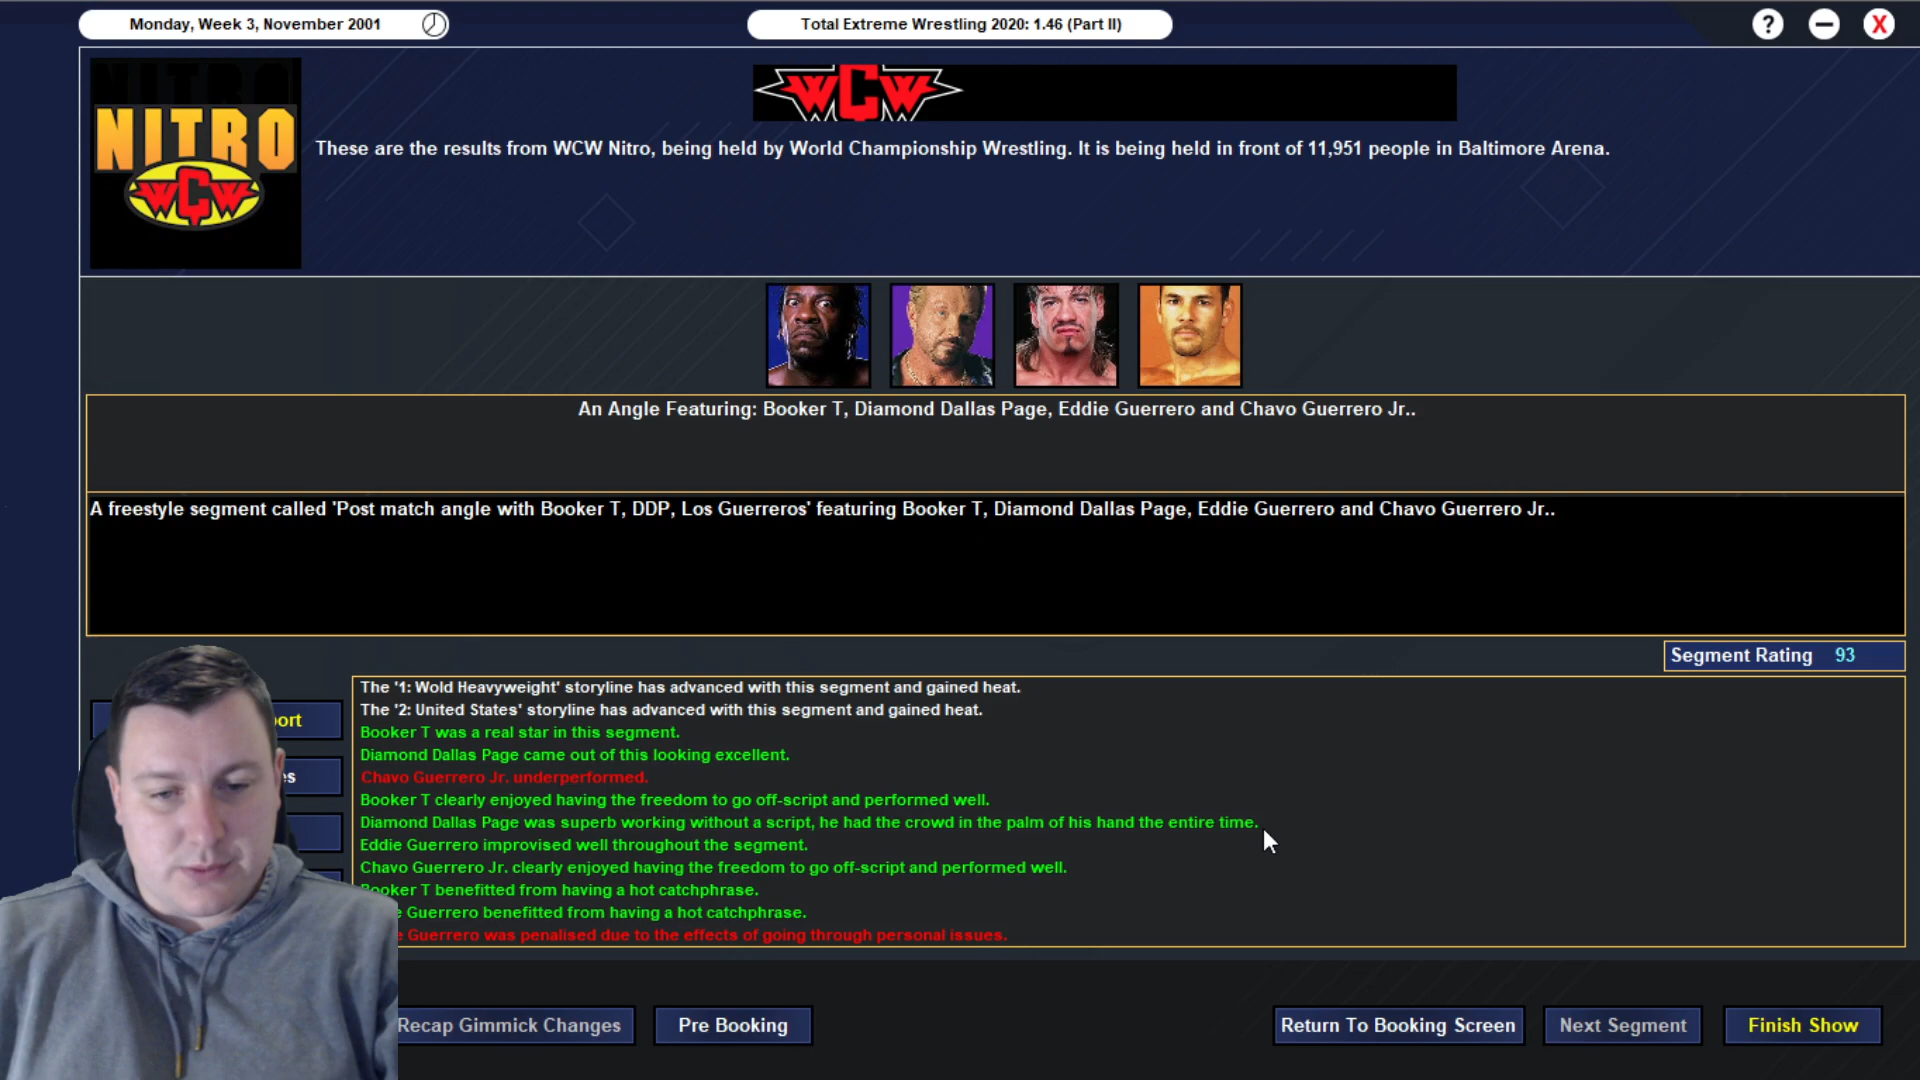 Monday, Week 3, November 2001
Total Extreme Wrestling 2020: 1.46 (Part II)
?
X
NITRO
WCW
WCW
These are the results from WCW Nitro, being held by World Championship Wrestling. It is being held in front of 11,951 people in Baltimore Arena.
An Angle Featuring: Booker T, Diamond Dallas Page, Eddie Guerrero and Chavo Guerrero Jr..
A freestyle segment called 'Post match angle with Booker T, DDP, Los Guerreros' featuring Booker T, Diamond Dallas Page, Eddie Guerrero and Chavo Guerrero Jr..
Segment Rating 93
The '1: Wold Heavyweight' storyline has advanced with this segment and gained heat.
The '2: United States' storyline has advanced with this segment and gained heat.
Booker T was a real star in this segment.
Diamond Dallas Page came out of this looking excellent.
Chavo Guerrero Jr. underperformed.
Booker T clearly enjoyed having the freedom to go off-script and performed well.
Diamond Dallas Page was superb working without a script, he had the crowd in the palm of his hand the entire time.
Eddie Guerrero improvised well throughout the segment.
Chavo Guerrero Jr. clearly enjoyed having the freedom to go off-script and performed well.
Booker T benefitted from having a hot catchphrase.
Guerrero benefitted from having a hot catchphrase.
Guerrero was penalised due to the effects of going through personal issues.
Recap Gimmick Changes
Pre Booking
Return To Booking Screen
Next Segment
Finish Show